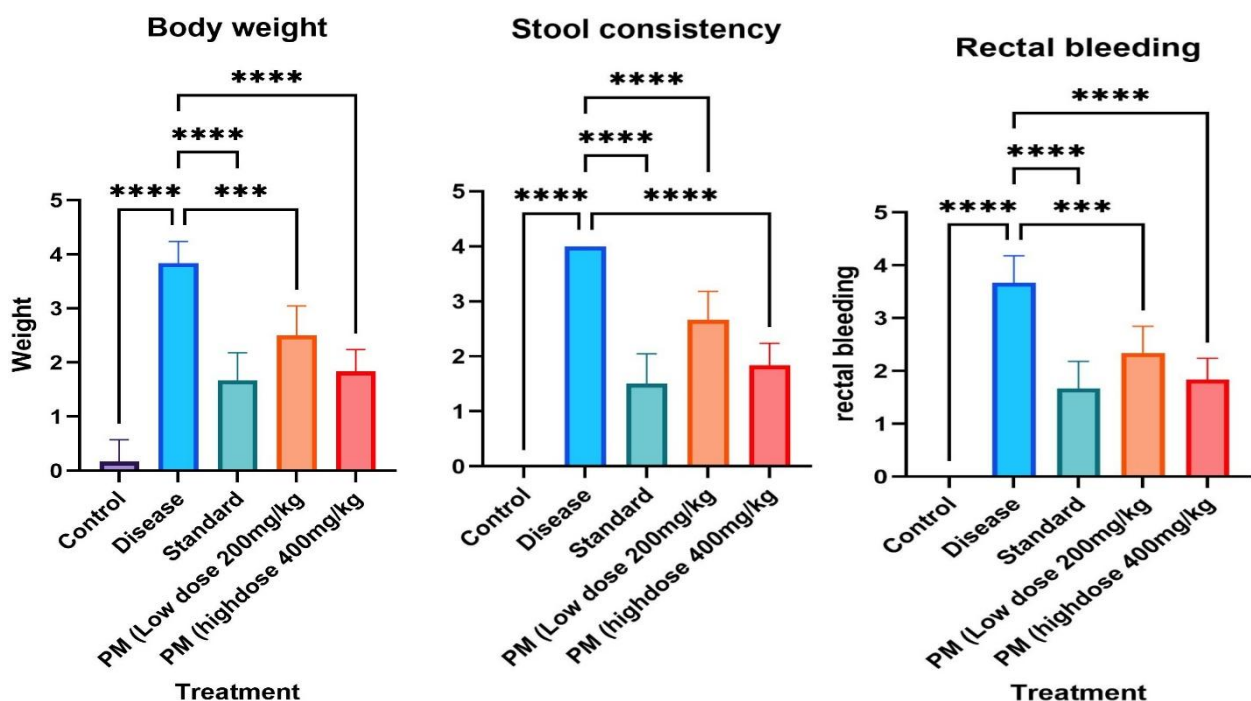 Body weight
****
****
**** ***
5
4
3
2
1
0
Weight
Control
Disease
Standard
PM (Low dose 200mg/kg)
PM (highdose 400mg/kg)
Treatment
Stool consistency
****
****
**** ****
5
4
3
2
1
0
Control
Disease
Standard
PM (Low dose 200mg/kg)
PM (highdose 400mg/kg)
Rectal bleeding
****
****
**** ***
5
4
3
2
1
0
rectal bleeding
Control
Disease
Standard
PM (Low dose 200mg/kg)
PM (highdose 400mg/kg)
Treatment